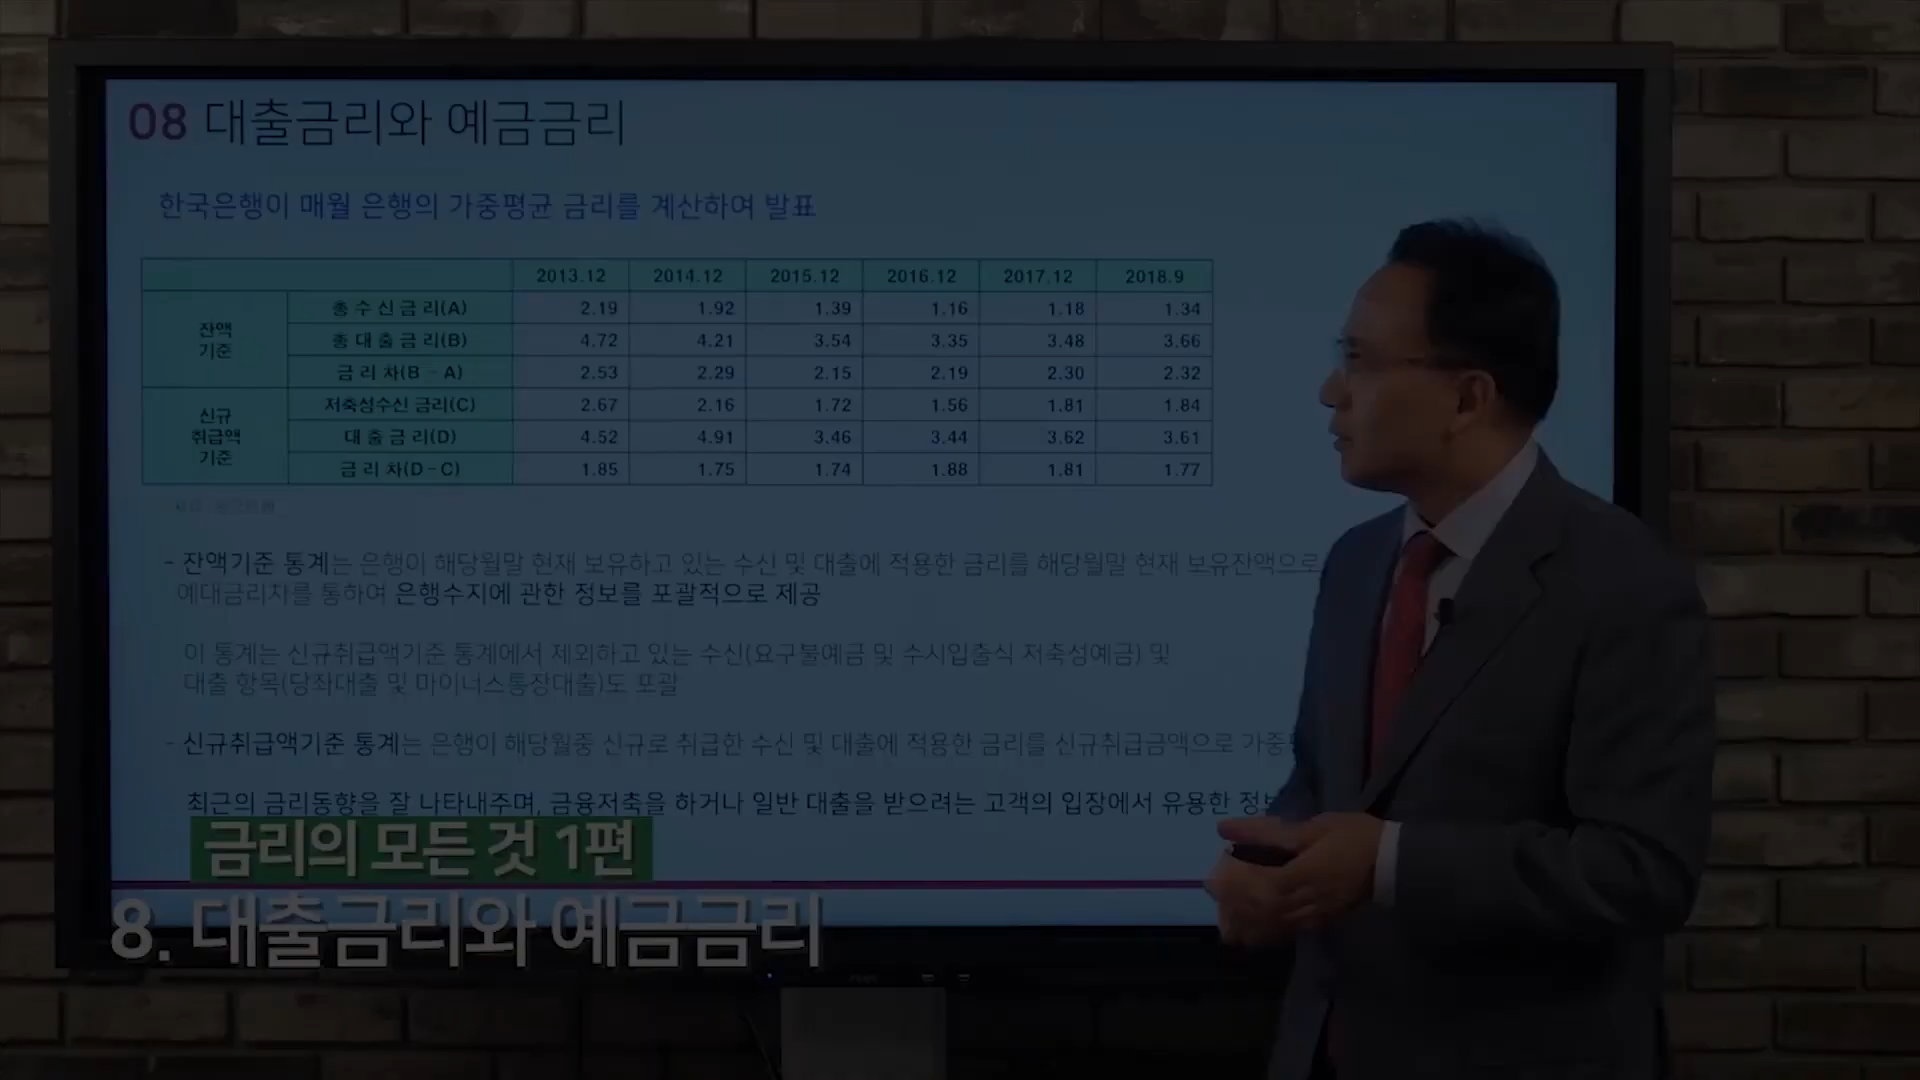 08 대출금리와 예금금리
한국은행이 매월 은행의 가중평균 금리를 계산하여 발표
2013.12 2014.12 2015.12 2016.12 2017.12 2018.9
잔액 기준
총 수 신 금 리(A) 2.19 1.92 1.39 1.16 1.18 1.34
총 대 출 금 리(B) 4.72 4.21 3.54 3.35 3.48 3.66
금 리 차(B - A) 2.53 2.29 2.15 2.19 2.30 2.32
신규 취급액 기준
저축성수신 금리(C) 2.67 2.16 1.72 1.56 1.81 1.84
대 출 금 리(D) 4.52 4.91 3.46 3.44 3.62 3.61
금 리 차(D - C) 1.85 1.75 1.74 1.88 1.81 1.77
- 잔액기준 통계는 은행이 해당월말 현재 보유하고 있는 수신 및 대출에 적용한 금리를 해당월말 현재 보유잔액으로
예대금리차를 통하여 은행수지에 관한 정보를 포괄적으로 제공
이 통계는 신규취급액기준 통계에서 제외하고 있는 수신(요구불예금 및 수시입출식 저축성예금) 및
대출 항목(당좌대출 및 마이너스통장대출)도 포괄
- 신규취급액기준 통계는 은행이 해당월중 신규로 취급한 수신 및 대출에 적용한 금리를 신규취급금액으로
최근의 금리동향을 잘 나타내주며, 금융저축을 하거나 일반 대출을 받으려는 고객의 입장에서 유용한
금리의 모든 것 1편
8. 대출금리와 예금금리